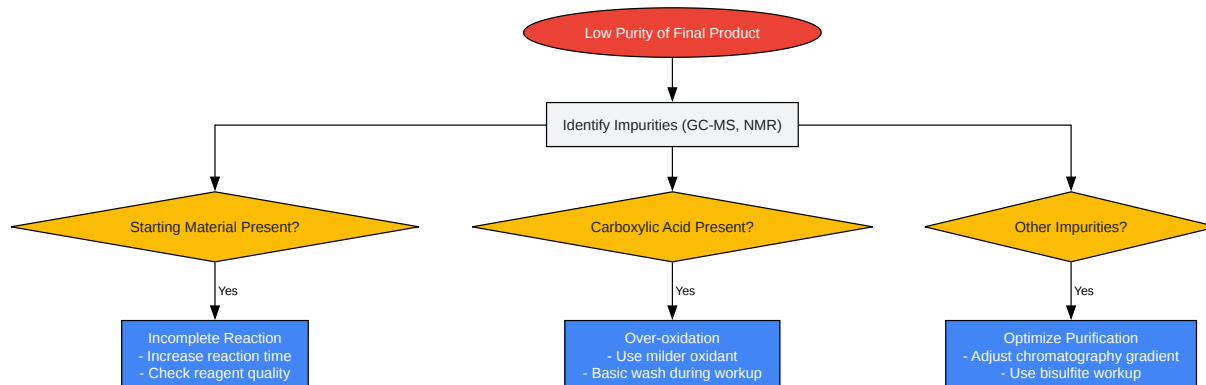 Low Purity of Final Product
Identify Impurities (GC-MS, NMR)
Starting Material Present?
Carboxylic Acid Present?
Other Impurities?
Yes
Yes
Yes
Incomplete Reaction
- Increase reaction time
- Check reagent quality
Over-oxidation
- Use milder oxidant
- Basic wash during workup
Optimize Purification
- Adjust chromatography gradient
- Use bisulfite workup